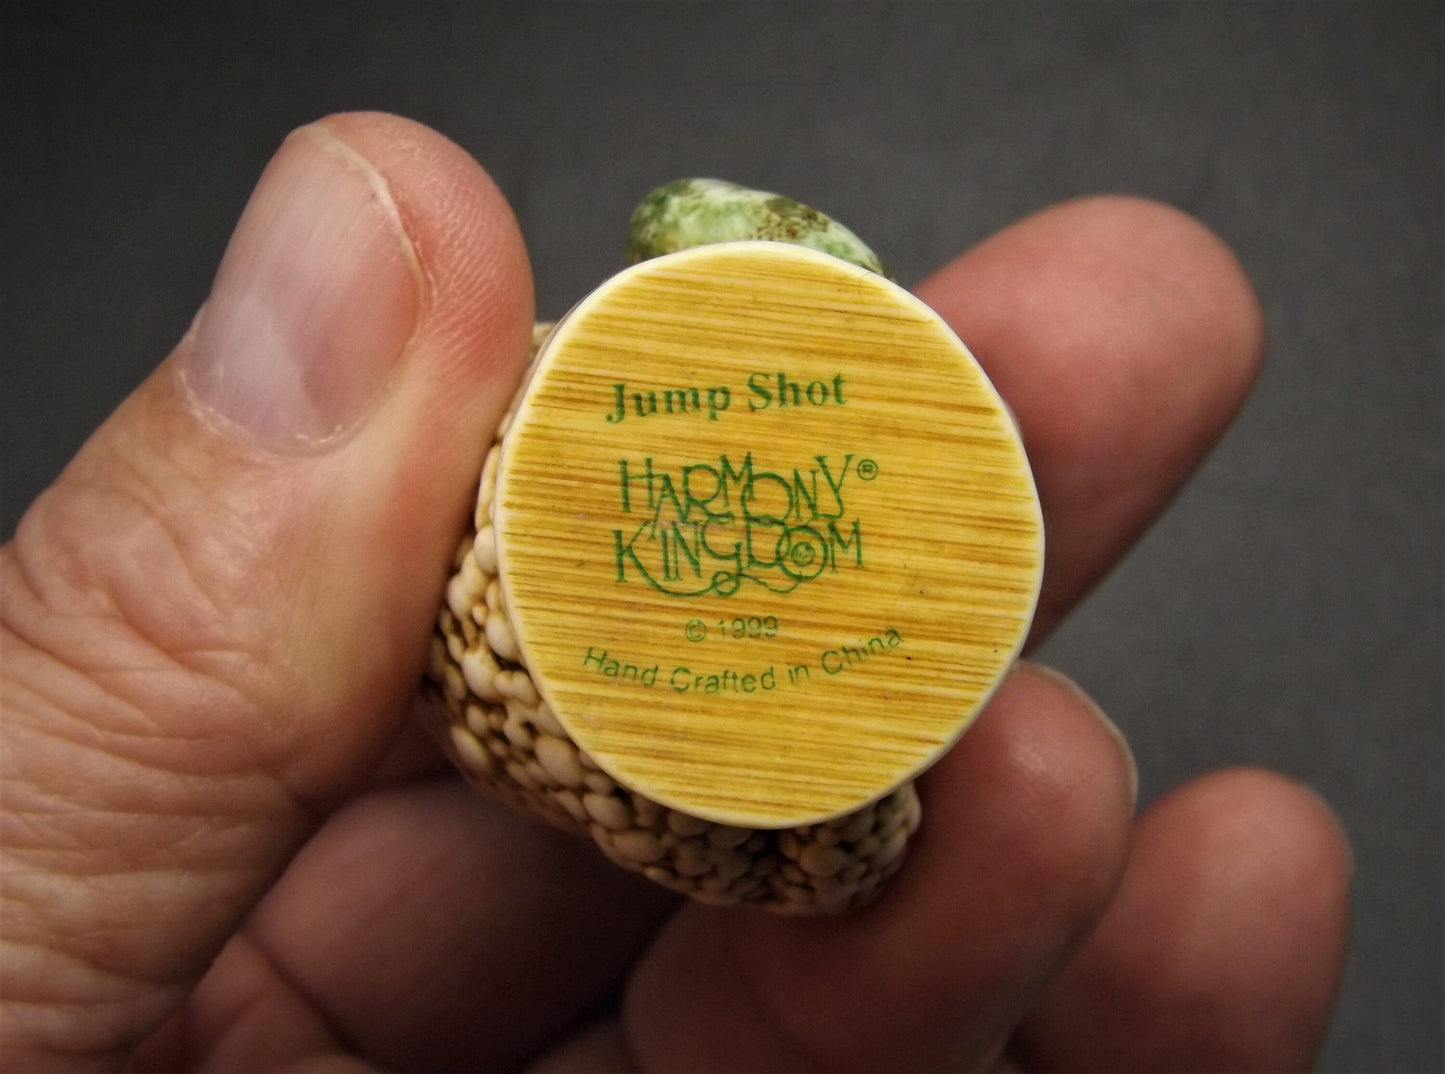 Jump Shot
HARMONY®
KINGDOM
© 1999
Hand Crafted in China